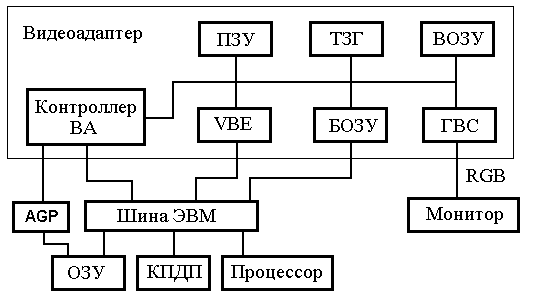 Видеоадаптер
ПЗУ
ТЗГ
ВОЗУ
Контроллер
ВА
VBE
БОЗУ
ГВС
RGB
AGP
Шина ЭВМ
Монитор
ОЗУ
КПДП
Процессор